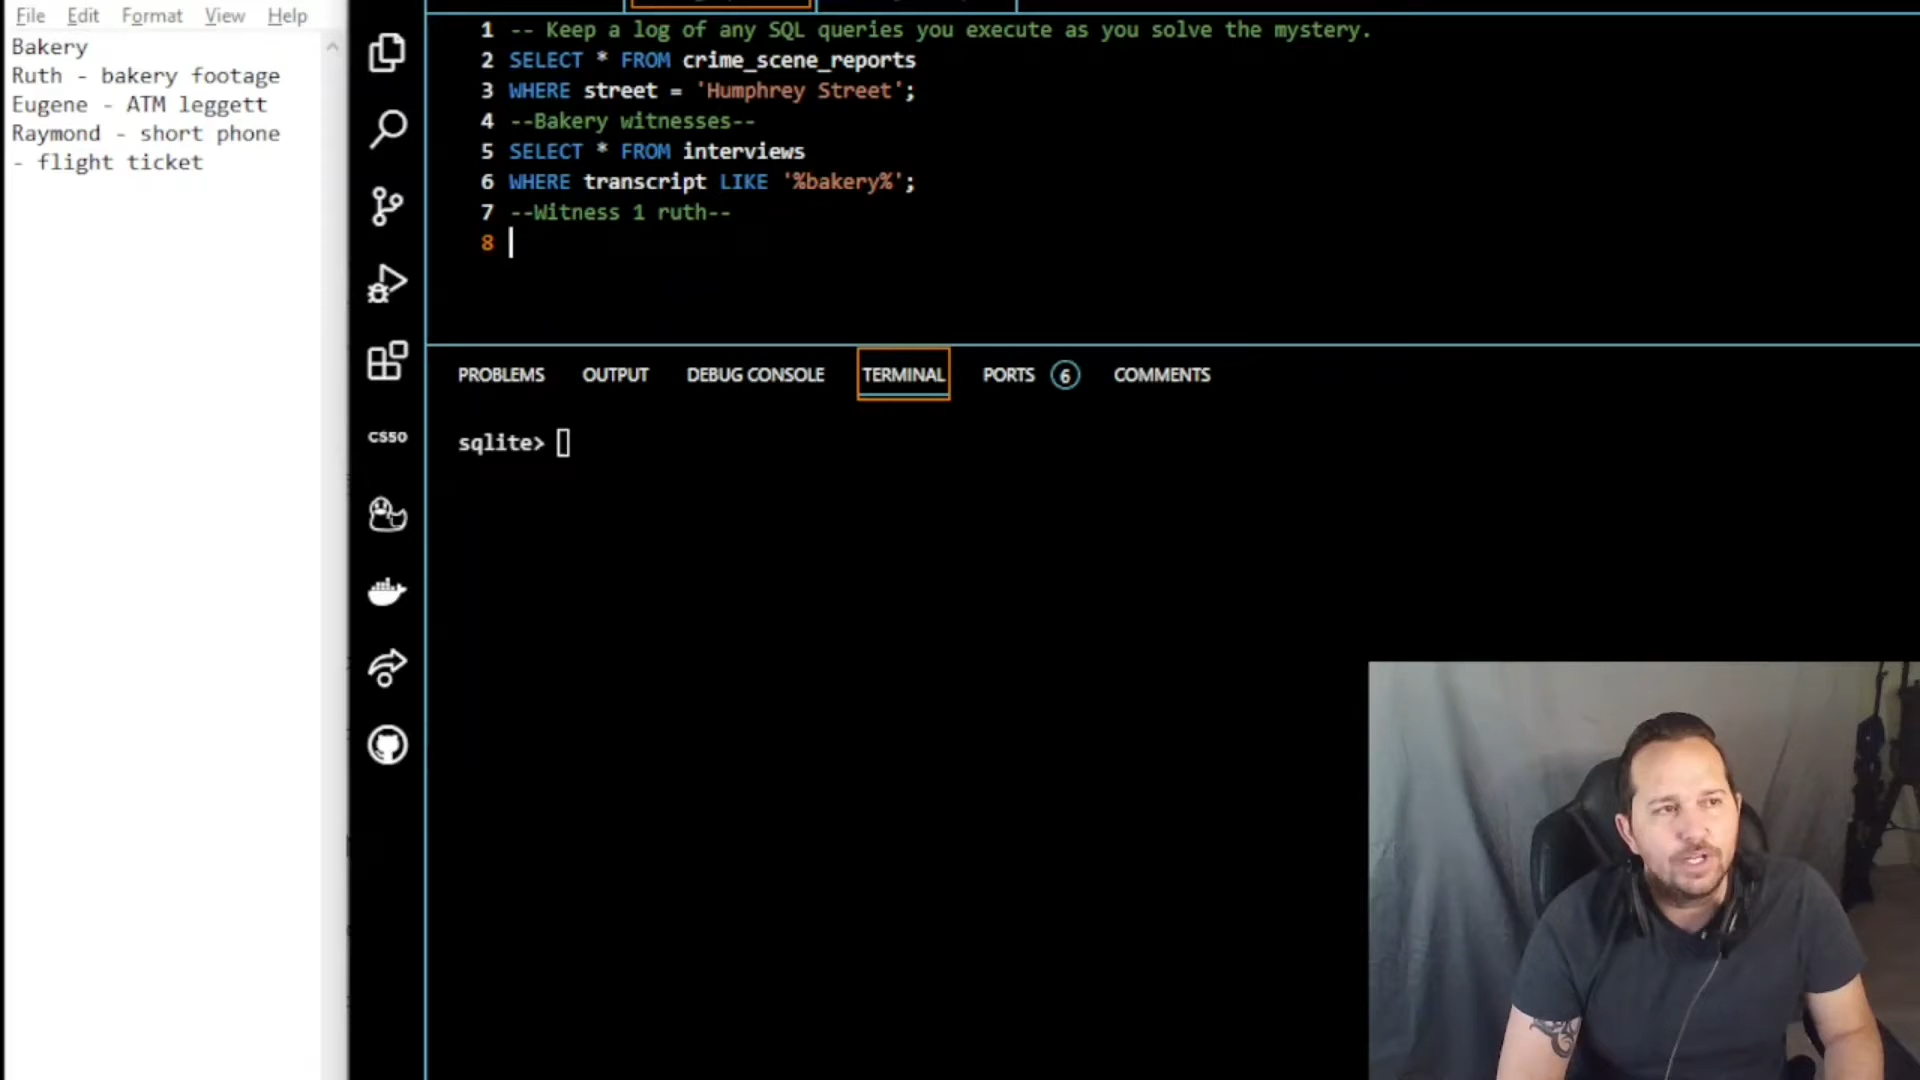 File Edit Format View Help
Bakery
Ruth - bakery footage
Eugene - ATM leggett
Raymond - short phone
- flight ticket
1 -- Keep a log of any SQL queries you execute as you solve the mystery.
2 SELECT * FROM crime_scene_reports
3 WHERE street = 'Humphrey Street';
4 --Bakery witnesses--
5 SELECT * FROM interviews
6 WHERE transcript LIKE '%bakery%';
7 --Witness 1 ruth--
8
CS50
PROBLEMS OUTPUT DEBUG CONSOLE TERMINAL PORTS 6 COMMENTS
sqlite>